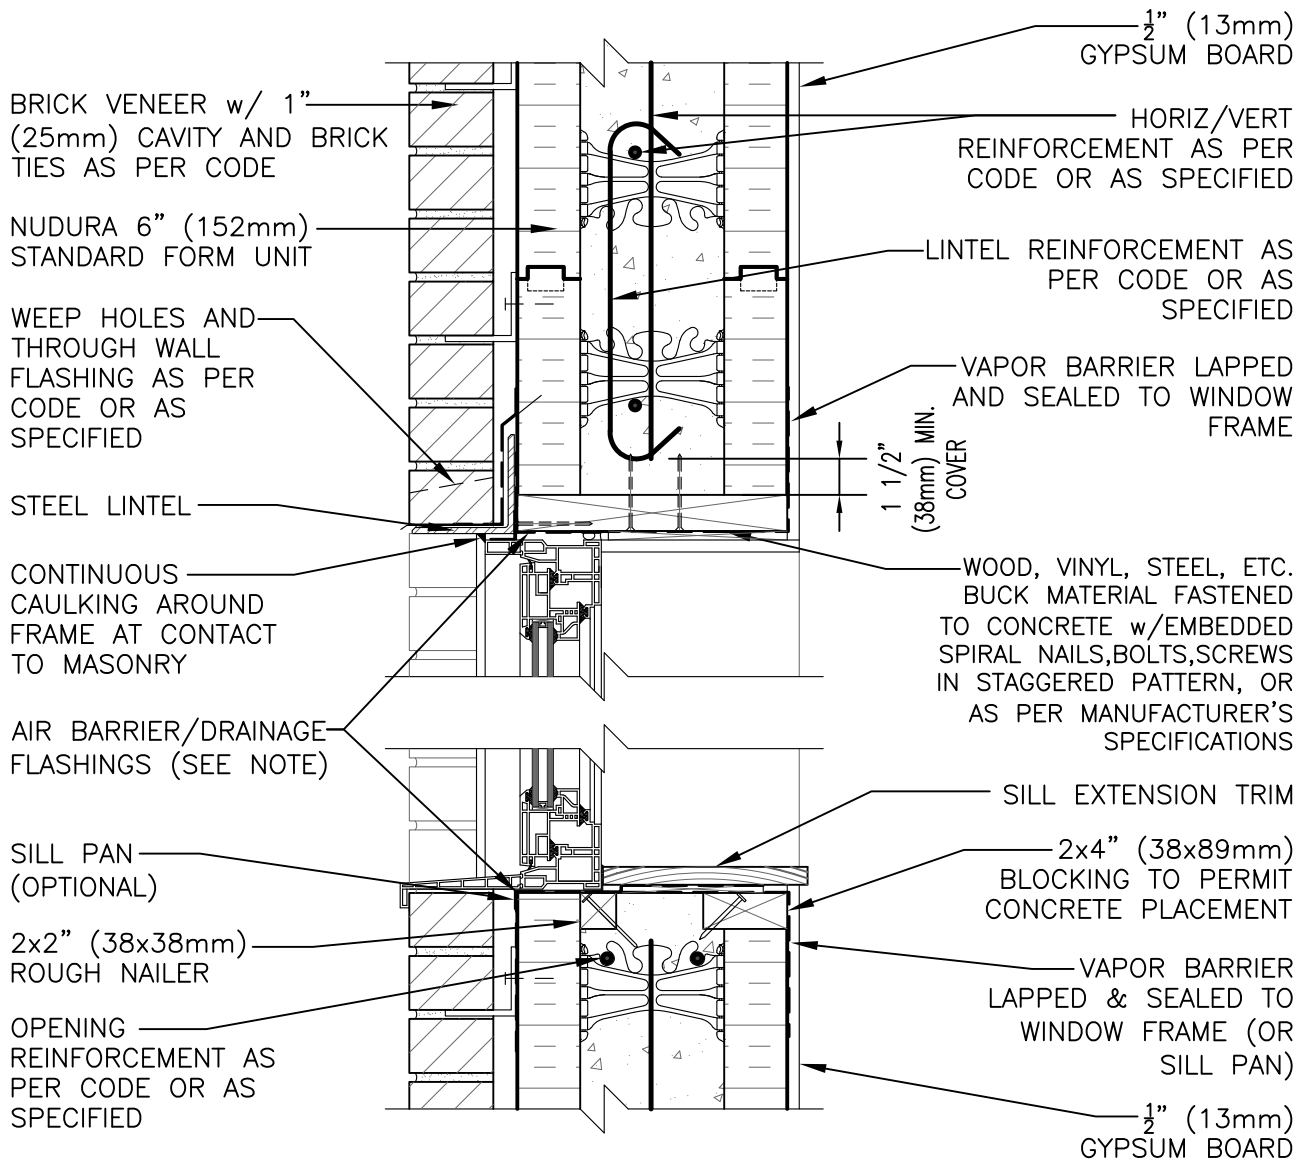 BRICK VENEER w/ 1"
(25mm) CAVITY AND BRICK
TIES AS PER CODE
NUDURA 6" (152mm)
STANDARD FORM UNIT
WEEP HOLES AND
THROUGH WALL
FLASHING AS PER
CODE OR AS
SPECIFIED
STEEL LINTEL
CONTINUOUS
CAULKING AROUND
FRAME AT CONTACT
TO MASONRY
AIR BARRIER/DRAINAGE
FLASHINGS (SEE NOTE)
SILL PAN
(OPTIONAL)
2x2" (38x38mm)
ROUGH NAILER
OPENING
REINFORCEMENT AS
PER CODE OR AS
SPECIFIED
½" (13mm)
GYPSUM BOARD
HORIZ/VERT
REINFORCEMENT AS PER
CODE OR AS SPECIFIED
LINTEL REINFORCEMENT AS
PER CODE OR AS
SPECIFIED
VAPOR BARRIER LAPPED
AND SEALED TO WINDOW
FRAME
1 1/2"
(38mm) MIN.
COVER
WOOD, VINYL, STEEL, ETC.
BUCK MATERIAL FASTENED
TO CONCRETE w/EMBEDDED
SPIRAL NAILS,BOLTS,SCREWS
IN STAGGERED PATTERN, OR
AS PER MANUFACTURER'S
SPECIFICATIONS
SILL EXTENSION TRIM
2x4" (38x89mm)
BLOCKING TO PERMIT
CONCRETE PLACEMENT
VAPOR BARRIER
LAPPED & SEALED TO
WINDOW FRAME (OR
SILL PAN)
½" (13mm)
GYPSUM BOARD